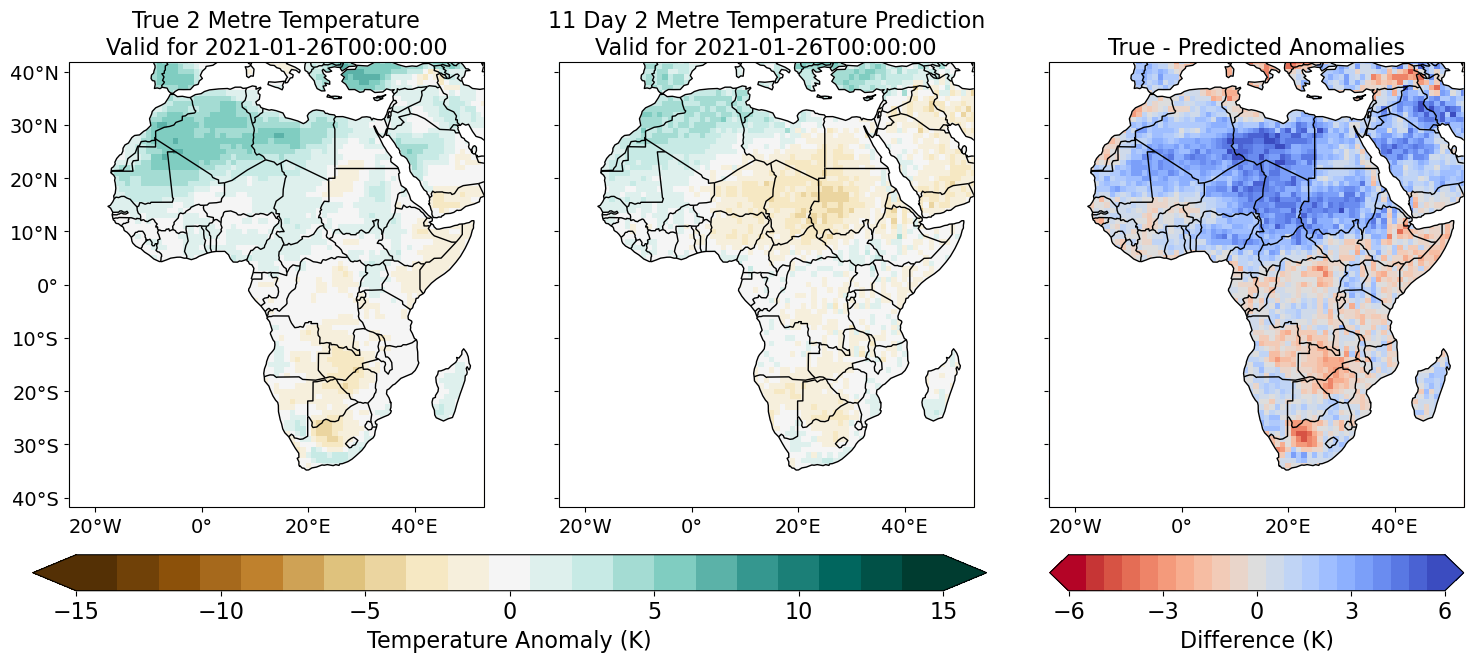 True 2 Metre Temperature
Valid for 2021-01-26T00:00:00
11 Day 2 Metre Temperature Prediction
Valid for 2021-01-26T00:00:00
True - Predicted Anomalies
40°N
30°N
20°N
10°N
0°
10°S
20°S
30°S
40°S
20°W 0° 20°E 40°E
20°W 0° 20°E 40°E
20°W 0° 20°E 40°E
−15 −10 −5 0 5 10 15
Temperature Anomaly (K)
−6 −3 0 3 6
Difference (K)